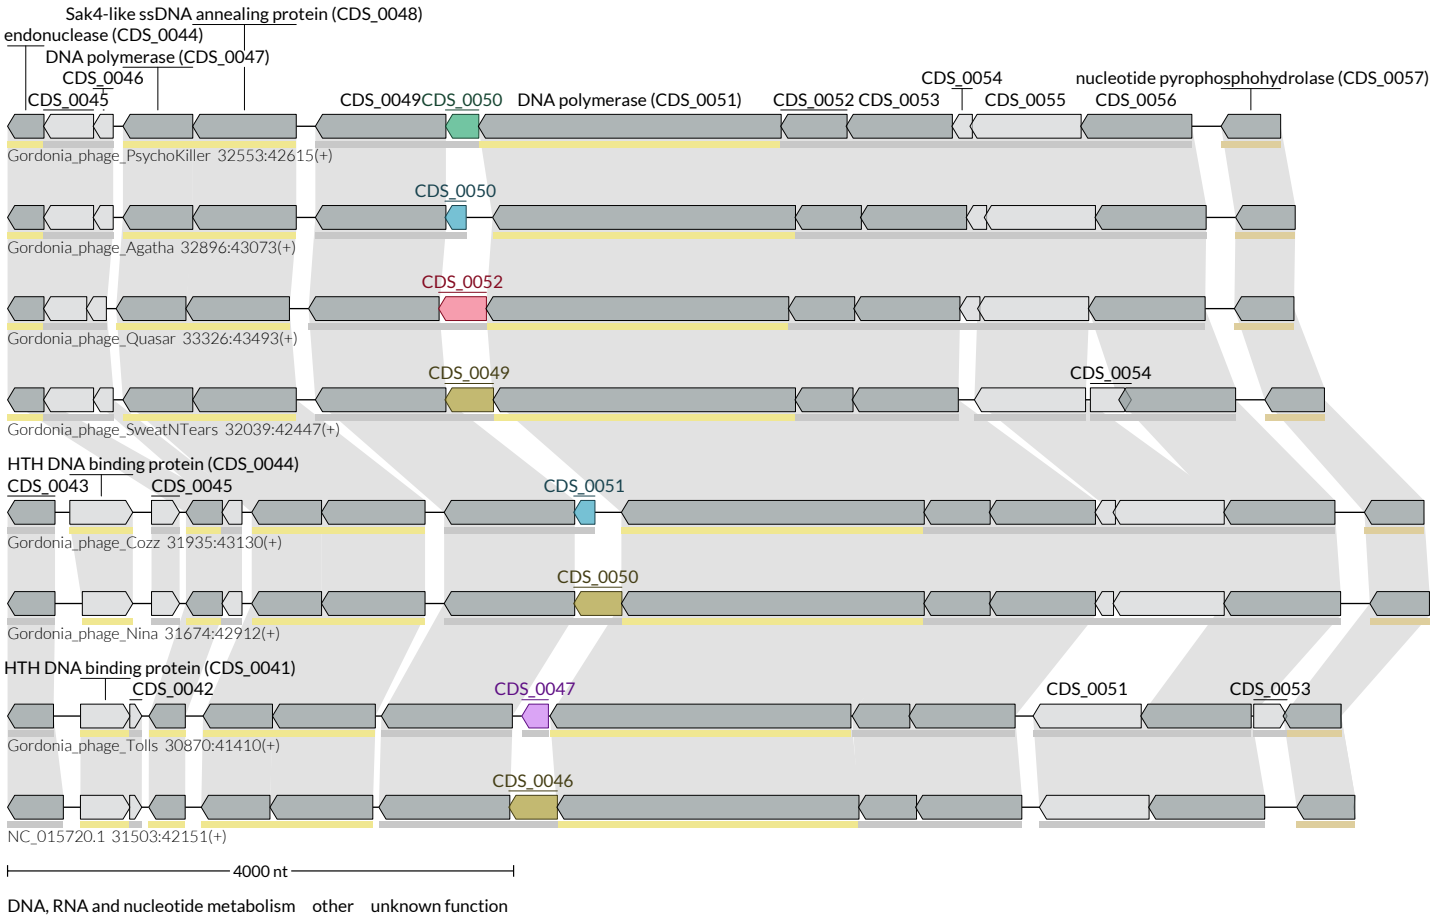 Sak4-like ssDNA annealing protein (CDS_0048)
endonuclease (CDS_0044)
DNA polymerase (CDS_0047)
CDS_0046 CDS_0054 nucleotide pyrophosphohydrolase (CDS_0057)
CDS_0045 CDS_0049 CDS_0050 DNA polymerase (CDS_0051) CDS_0052 CDS_0053 CDS_0055 CDS_0056
Gordonia_phage_PsychoKiller 32553:42615(+)
CDS_0050
Gordonia_phage_Agatha 32896:43073(+)
CDS_0052
Gordonia_phage_Quasar 33326:43493(+)
CDS_0049 CDS_0054
Gordonia_phage_SweatNTears 32039:42447(+)
HTH DNA binding protein (CDS_0044)
CDS_0043 CDS_0045 CDS_0051
Gordonia_phage_Cozz 31935:43130(+)
CDS_0050
Gordonia_phage_Nina 31674:42912(+)
HTH DNA binding protein (CDS_0041)
CDS_0042 CDS_0047 CDS_0051 CDS_0053
Gordonia_phage_Tolls 30870:41410(+)
CDS_0046
NC_015720.1 31503:42151(+)
4000 nt
DNA, RNA and nucleotide metabolism other unknown function